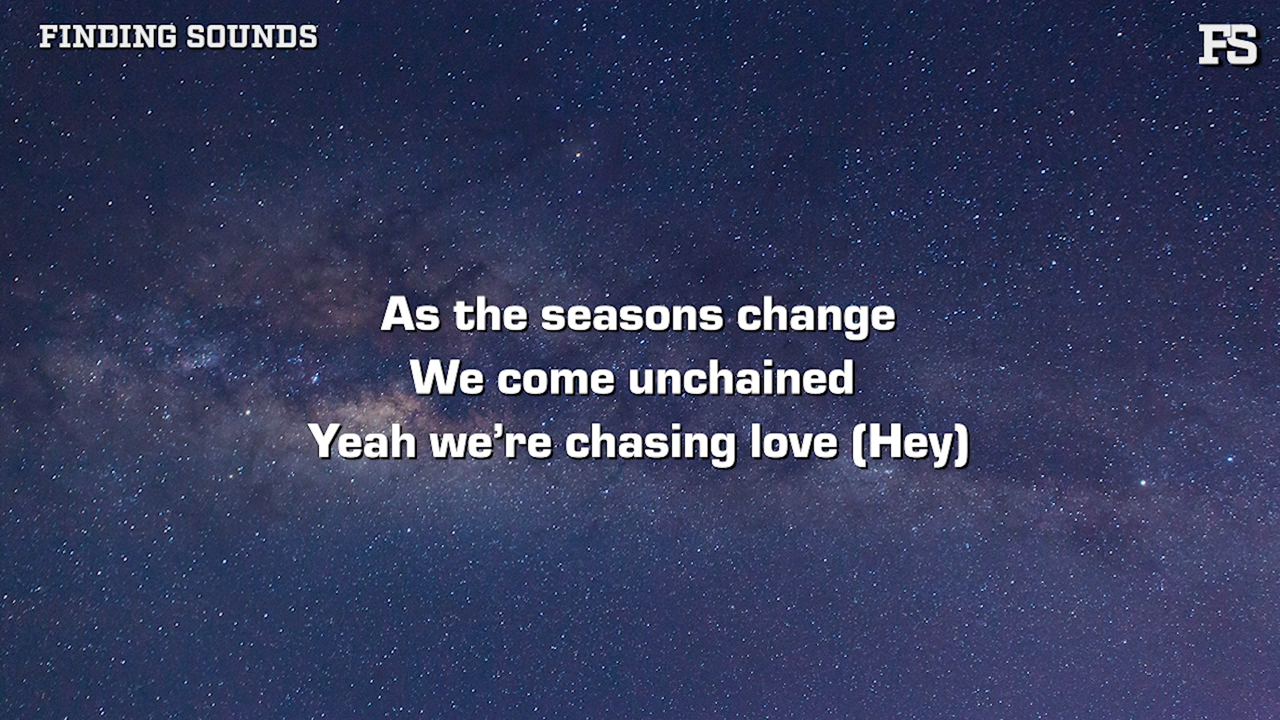 FINDING SOUNDS
FS
As the seasons change
We come unchained
Yeah we’re chasing love (Hey)